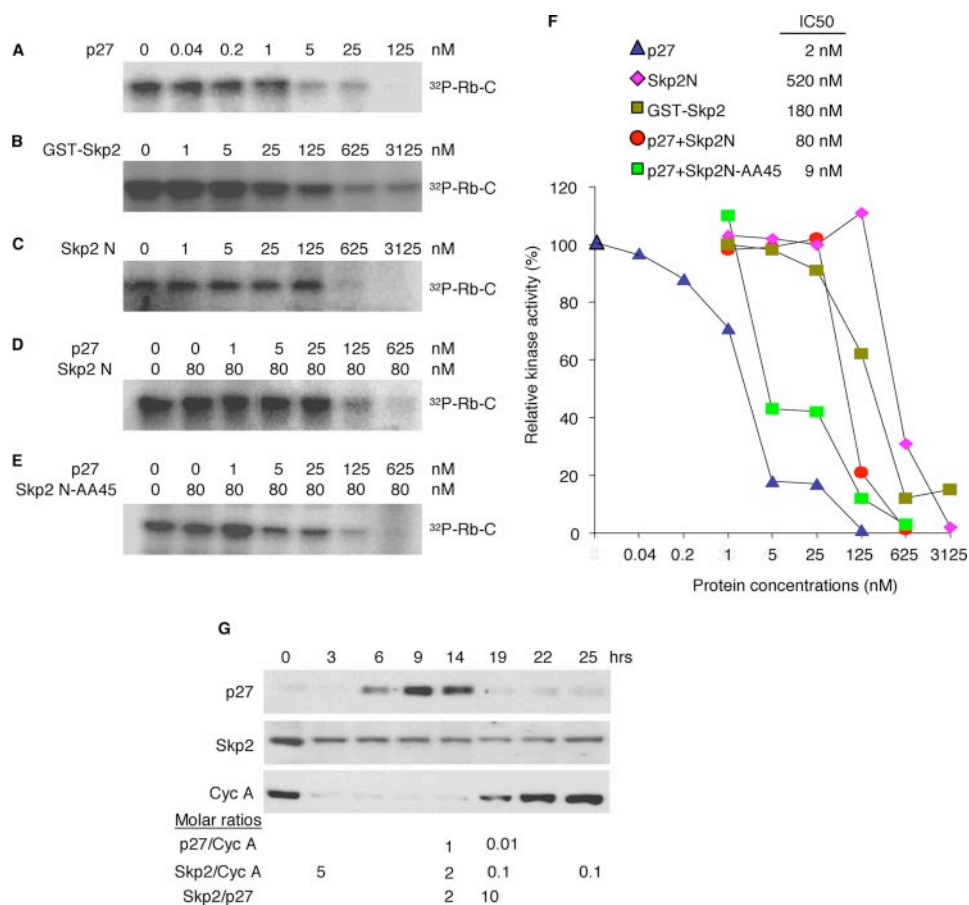 A
p27 0 0.04 0.2 1 5 25 125 nM
³²P-Rb-C
B
GST-Skp2 0 1 5 25 125 625 3125 nM
³²P-Rb-C
C
Skp2 N 0 1 5 25 125 625 3125 nM
³²P-Rb-C
D
p27 0 0 1 5 25 125 625 nM
Skp2 N 0 80 80 80 80 80 80 nM
³²P-Rb-C
E
p27 0 0 1 5 25 125 625 nM
Skp2 N-AA45 0 80 80 80 80 80 80 nM
³²P-Rb-C
F
IC50
p27 2 nM
Skp2N 520 nM
GST-Skp2 180 nM
p27+Skp2N 80 nM
p27+Skp2N-AA45 9 nM
Relative kinase activity (%)
120
100
80
60
40
20
0
0 0.04 0.2 1 5 25 125 625 3125
Protein concentrations (nM)
G
0 3 6 9 14 19 22 25 hrs
p27
Skp2
Cyc A
Molar ratios
p27/Cyc A 1 0.01
Skp2/Cyc A 5 2 0.1 0.1
Skp2/p27 2 10